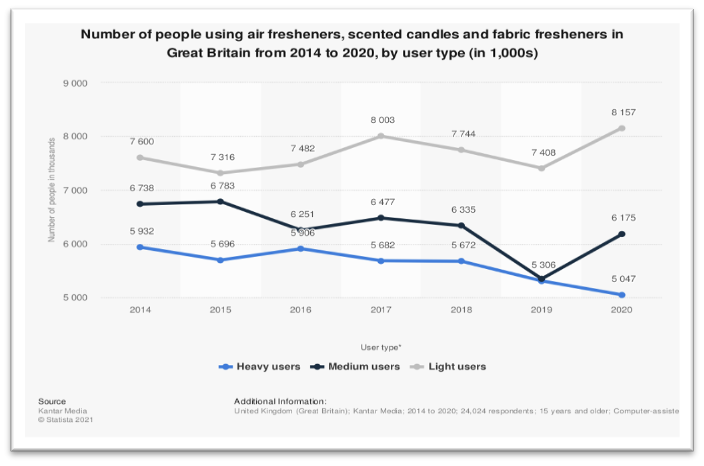 Number of people using air fresheners, scented candles and fabric fresheners in
Great Britain from 2014 to 2020, by user type (in 1,000s)
Number of people in thousands
9 000
8 000
7 000
6 000
5 000
7 600
7 316
7 482
8 003
7 744
7 408
8 157
6 738
6 783
6 251
6 477
6 335
6 175
5 932
5 696
5 906
5 682
5 672
5 306
5 047
2014
2015
2016
2017
2018
2019
2020
User type*
Heavy users
Medium users
Light users
Source
Kantar Media
© Statista 2021
Additional Information:
United Kingdom (Great Britain); Kantar Media; 2014 to 2020; 24,024 respondents; 15 years and older; Computer-assiste